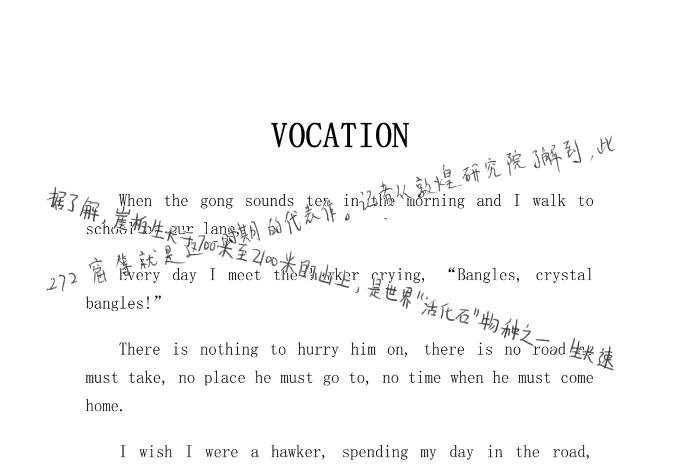 VOCATION
When the gong sounds ten in the morning and I walk to
school by our lane,
Every day I meet the hawker crying, “Bangles, crystal
bangles!”
There is nothing to hurry him on, there is no road he
must take, no place he must go to, no time when he must come
home.
I wish I were a hawker, spending my day in the road,
272窟等就是这一时期的代表作。记者从敦煌研究院了解到，此
据了解，崖柏生长在700米至2100米的山上，是世界“活化石”物种之一，生长速